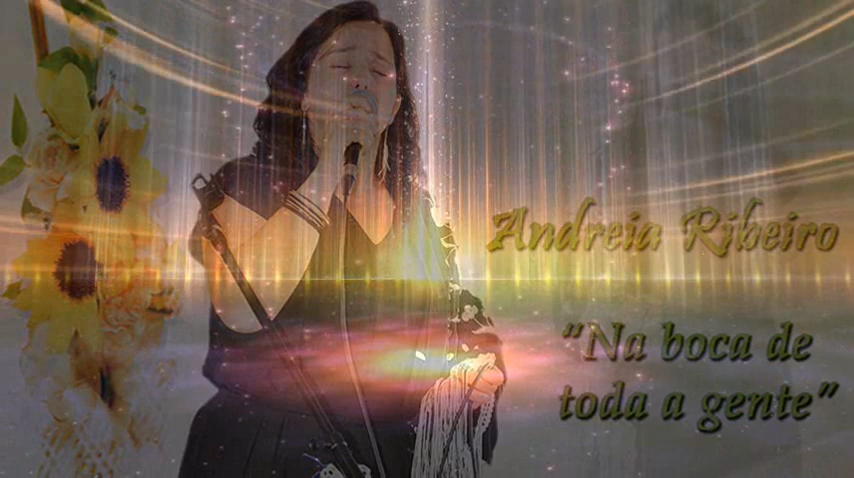 Andreia Ribeiro
"Na boca de
toda a gente"